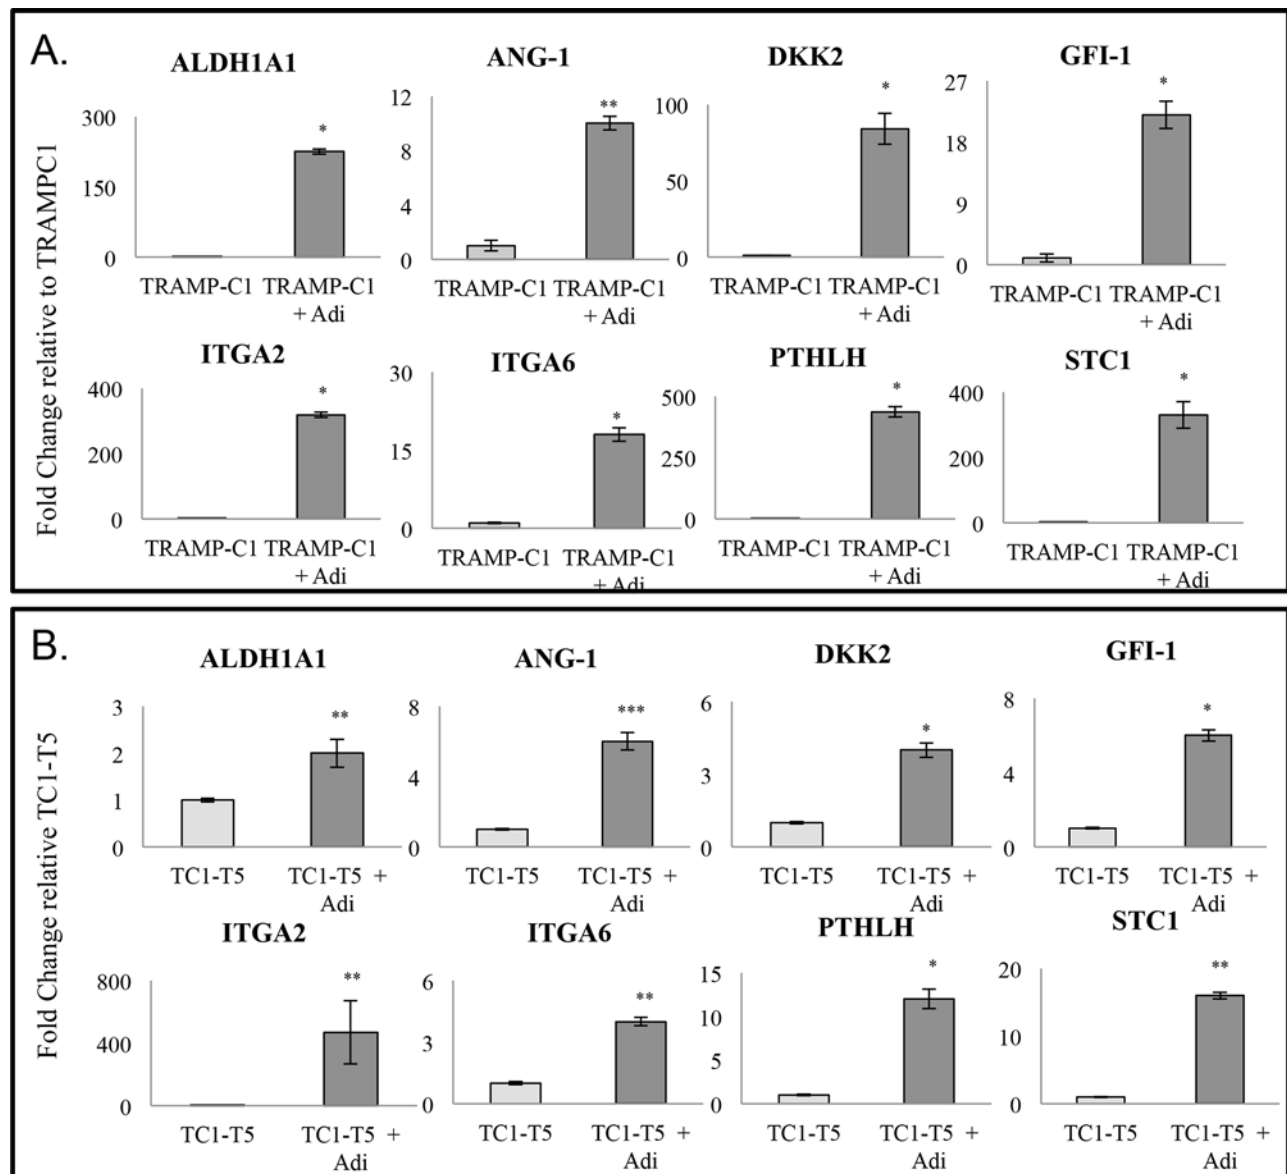 A.
Fold Change relative to TRAMPC1
ALDH1A1
300
150
0
*
TRAMP-C1
TRAMP-C1
+ Adi
ANG-1
12
8
4
0
**
TRAMP-C1
TRAMP-C1
+ Adi
DKK2
100
50
0
*
TRAMP-C1
TRAMP-C1
+ Adi
GFI-1
27
18
9
0
*
TRAMP-C1
TRAMP-C1
+ Adi
ITGA2
400
200
0
*
TRAMP-C1
TRAMP-C1
+ Adi
ITGA6
30
15
0
*
TRAMP-C1
TRAMP-C1
+ Adi
PTHLH
500
250
0
*
TRAMP-C1
TRAMP-C1
+ Adi
STC1
400
200
0
*
TRAMP-C1
TRAMP-C1
+ Adi
B.
Fold Change relative TC1-T5
ALDH1A1
3
2
1
0
**
TC1-T5
TC1-T5 +
Adi
ANG-1
8
4
0
***
TC1-T5
TC1-T5 +
Adi
DKK2
6
3
0
*
TC1-T5
TC1-T5 +
Adi
GFI-1
8
4
0
*
TC1-T5
TC1-T5 +
Adi
ITGA2
800
400
0
**
TC1-T5
TC1-T5 +
Adi
ITGA6
6
3
0
**
TC1-T5
TC1-T5 +
Adi
PTHLH
15
10
5
0
*
TC1-T5
TC1-T5 +
Adi
STC1
20
10
0
**
TC1-T5
TC1-T5 +
Adi